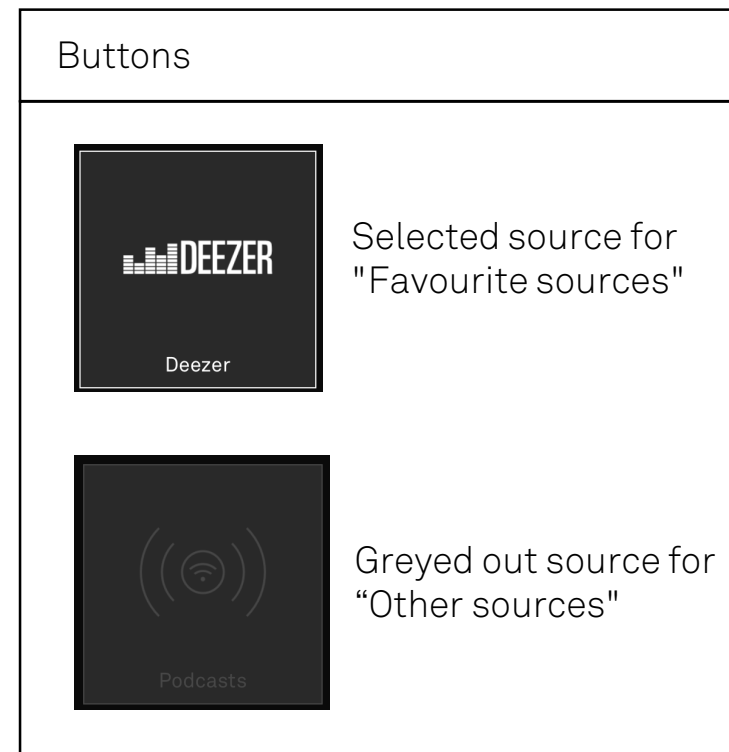 Buttons
DEEZER
Deezer
Selected source for
"Favourite sources"
Podcasts
Greyed out source for
“Other sources"